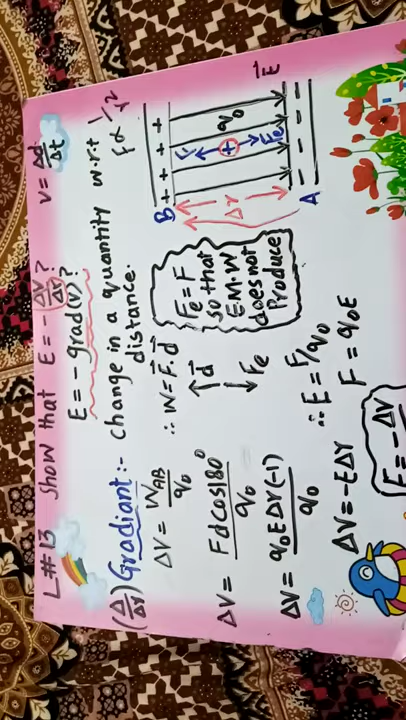 L#13 Show that E = -ΔV/Δr ? v = Δd/Δt
E = - grad(v)?
(Δ/Δr) Gradiant :- change in a quantity w.r.t
distance.
f ∝ 1/r²
ΔV = W_AB/q₀
∴ W = F⃗.d⃗
↑ d⃗
↓ Fe
Fe = F
so that
E.M.W
does not
Produce
B + + + + +
F
+ q₀
Fe
Δr
A - - - - -
E⃗
ΔV = Fd cos180°/q₀
ΔV = q₀EΔr(-1)/q₀
∴ E = F/q₀
F = q₀E
ΔV = -EΔr